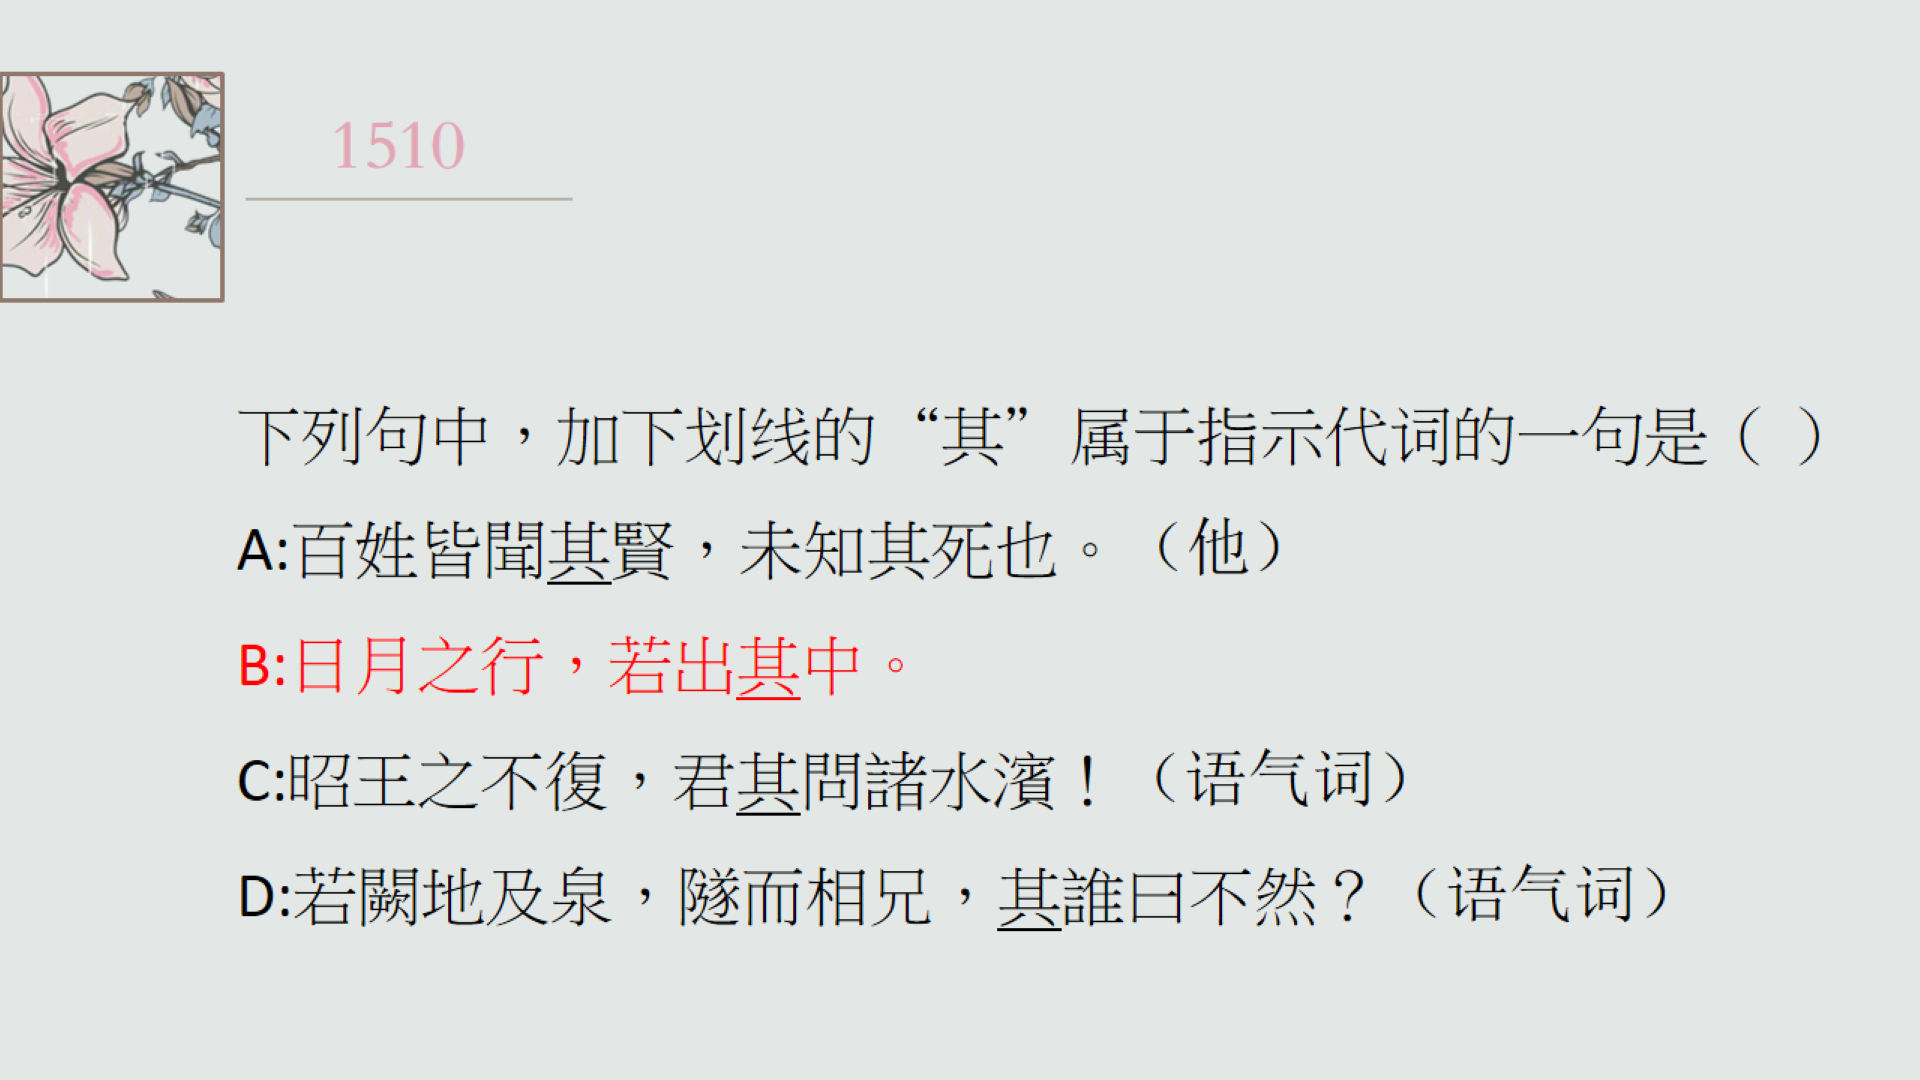 1510
下列句中，加下划线的“其”属于指示代词的一句是（ ）
A:百姓皆聞其賢，未知其死也。（他）
B:日月之行，若出其中。
C:昭王之不復，君其問諸水濱！（语气词）
D:若闕地及泉，隧而相兄，其誰曰不然？（语气词）